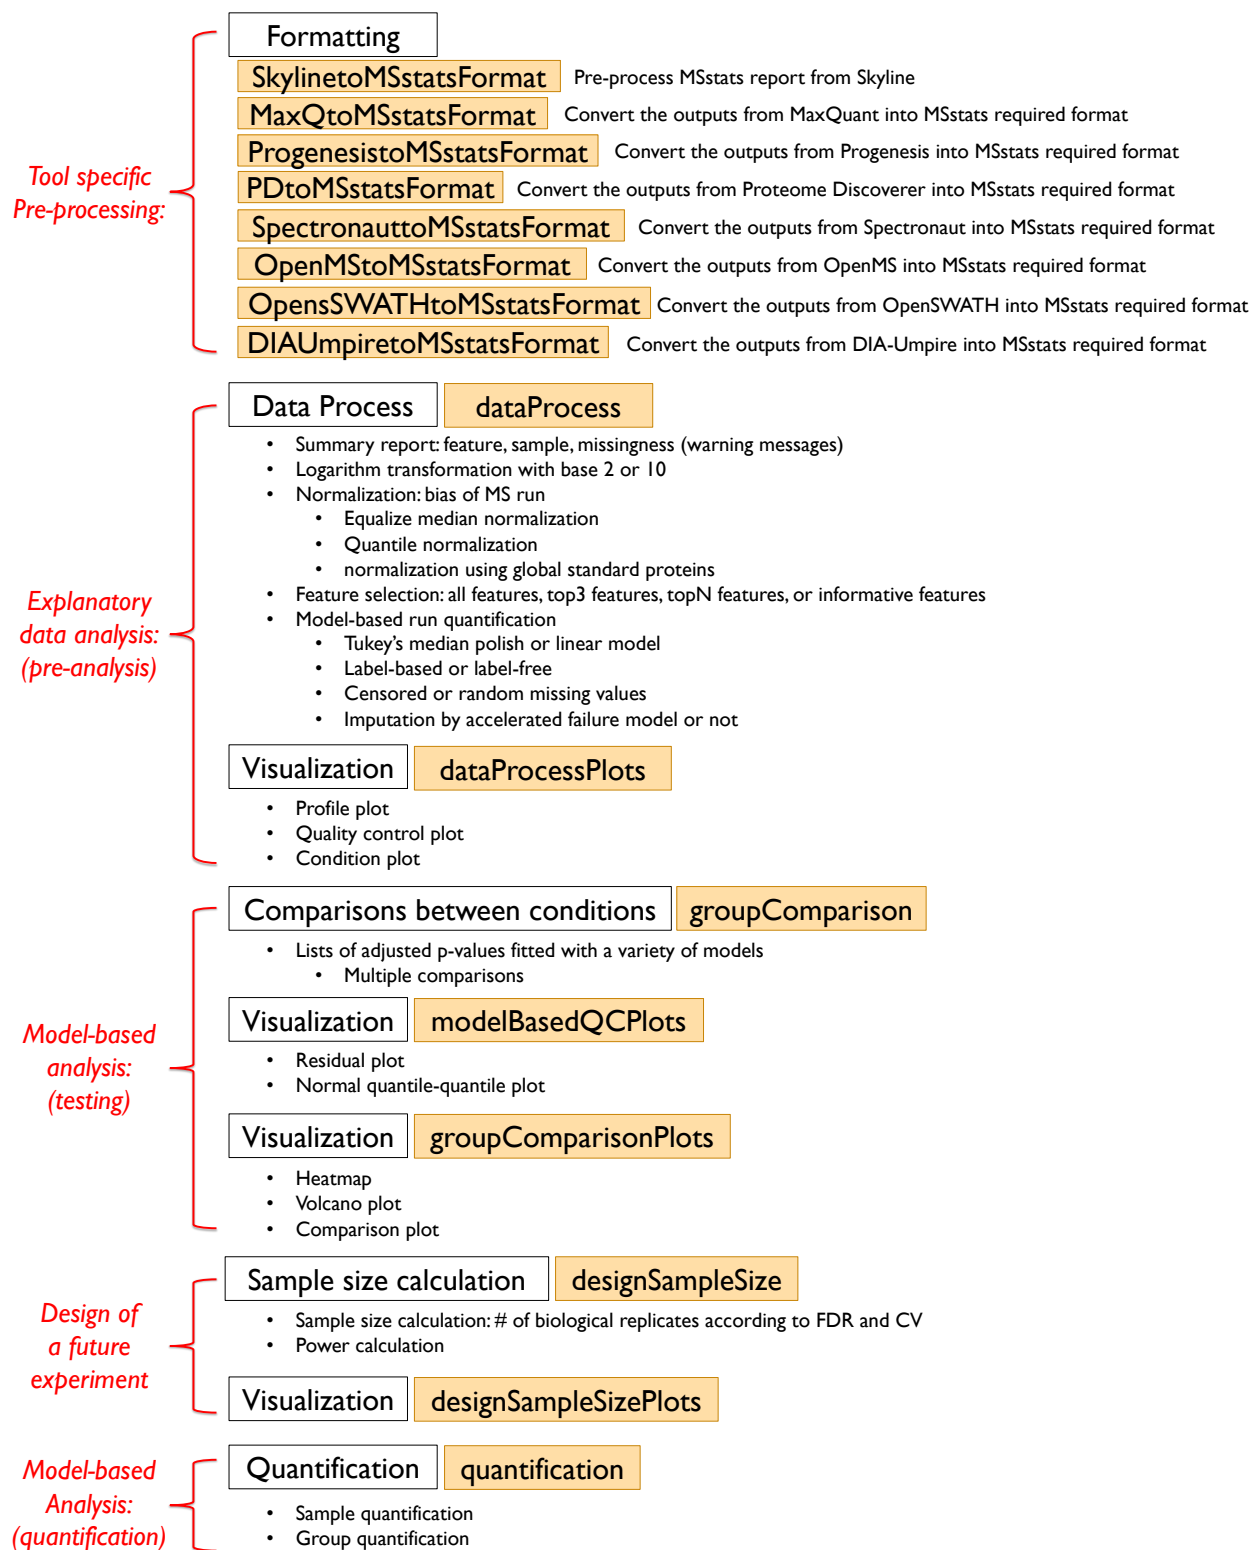 Formatting
SkylinetoMSstatsFormat Pre-process MSstats report from Skyline
MaxQtoMSstatsFormat Convert the outputs from MaxQuant into MSstats required format
ProgenesistoMSstatsFormat Convert the outputs from Progenesis into MSstats required format
Tool specific
Pre-processing:
PDtoMSstatsFormat Convert the outputs from Proteome Discoverer into MSstats required format
SpectronauttoMSstatsFormat Convert the outputs from Spectronaut into MSstats required format
OpenMStoMSstatsFormat Convert the outputs from OpenMS into MSstats required format
OpensSWATHtoMSstatsFormat Convert the outputs from OpenSWATH into MSstats required format
DIAUmpiretoMSstatsFormat Convert the outputs from DIA-Umpire into MSstats required format
Explanatory
data analysis:
(pre-analysis)
Data Process dataProcess
• Summary report: feature, sample, missingness (warning messages)
• Logarithm transformation with base 2 or 10
• Normalization: bias of MS run
• Equalize median normalization
• Quantile normalization
• normalization using global standard proteins
• Feature selection: all features, top3 features, topN features, or informative features
• Model-based run quantification
• Tukey's median polish or linear model
• Label-based or label-free
• Censored or random missing values
• Imputation by accelerated failure model or not
Visualization dataProcessPlots
• Profile plot
• Quality control plot
• Condition plot
Model-based
analysis:
(testing)
Comparisons between conditions groupComparison
• Lists of adjusted p-values fitted with a variety of models
• Multiple comparisons
Visualization modelBasedQCPlots
• Residual plot
• Normal quantile-quantile plot
Visualization groupComparisonPlots
• Heatmap
• Volcano plot
• Comparison plot
Design of
a future
experiment
Sample size calculation designSampleSize
• Sample size calculation: # of biological replicates according to FDR and CV
• Power calculation
Visualization designSampleSizePlots
Model-based
Analysis:
(quantification)
Quantification quantification
• Sample quantification
• Group quantification